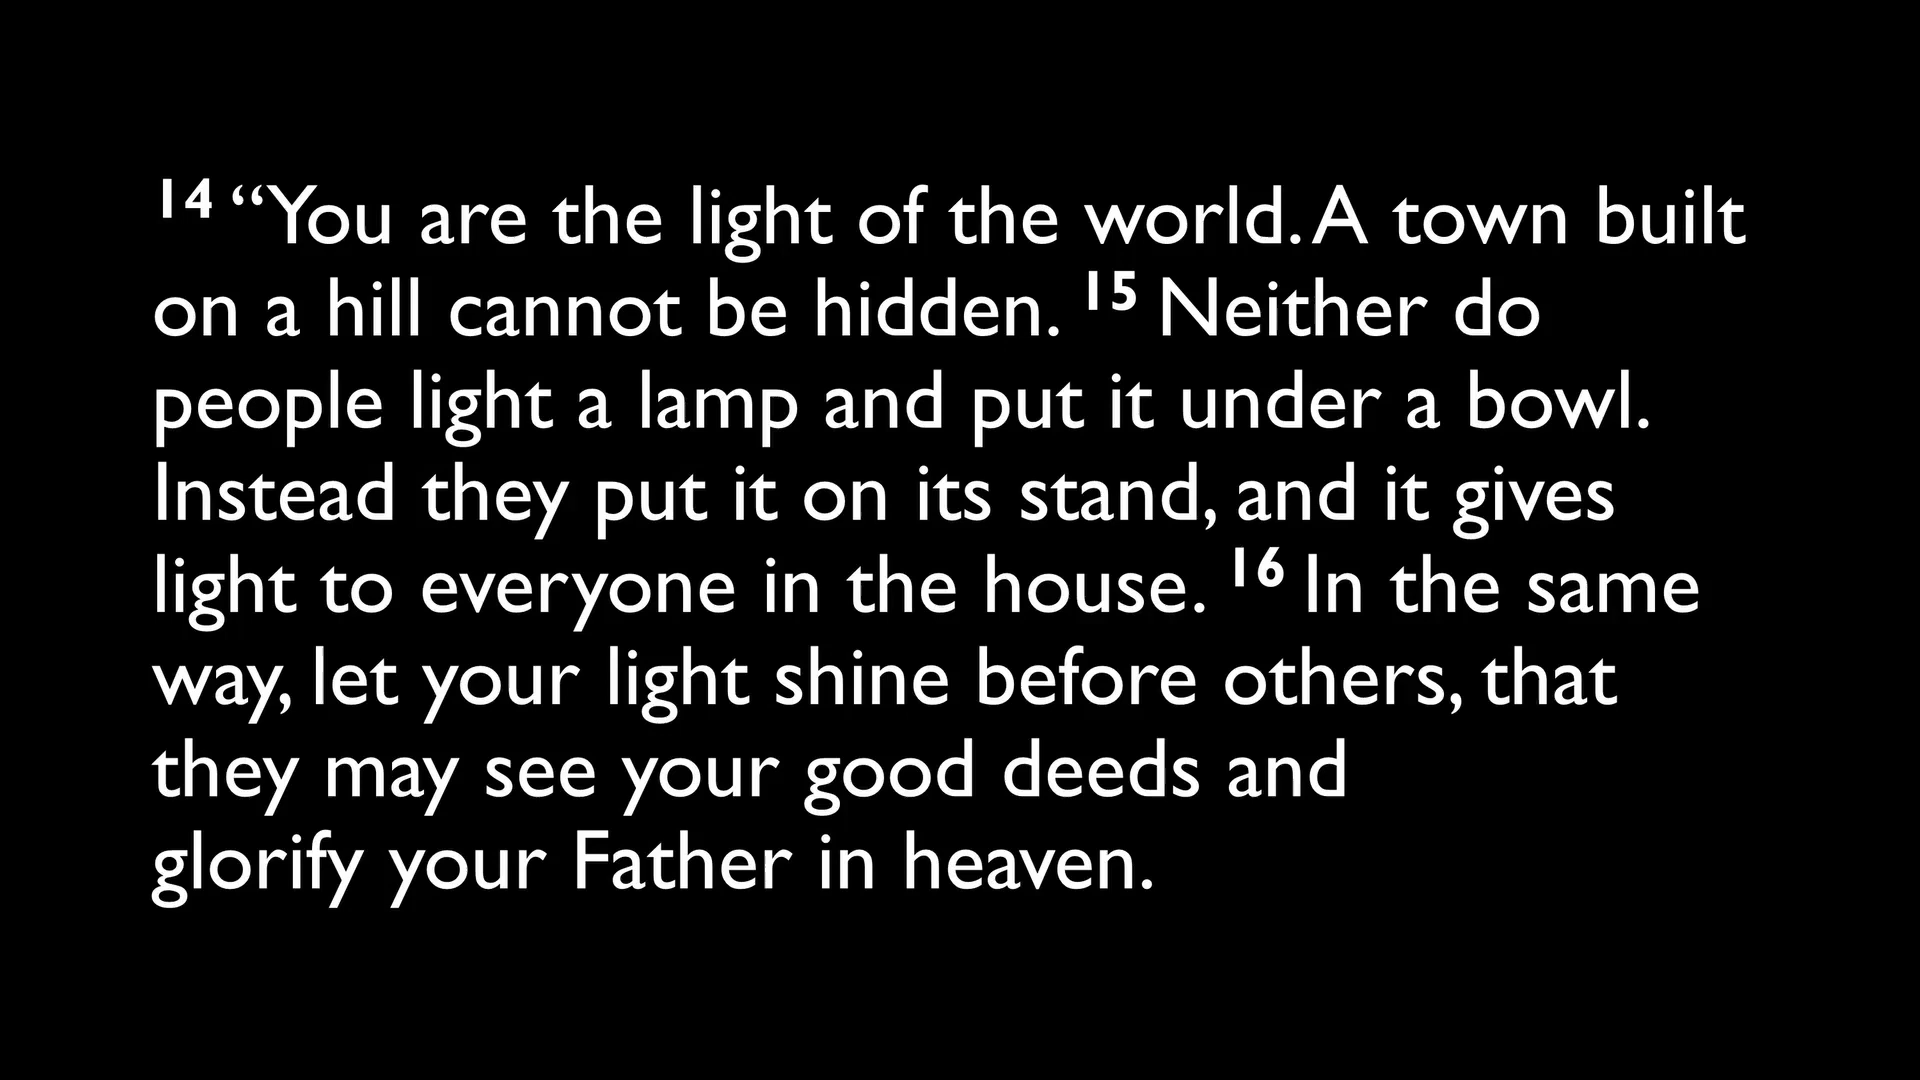 14 “You are the light of the world. A town built
on a hill cannot be hidden. 15 Neither do
people light a lamp and put it under a bowl.
Instead they put it on its stand, and it gives
light to everyone in the house. 16 In the same
way, let your light shine before others, that
they may see your good deeds and
glorify your Father in heaven.